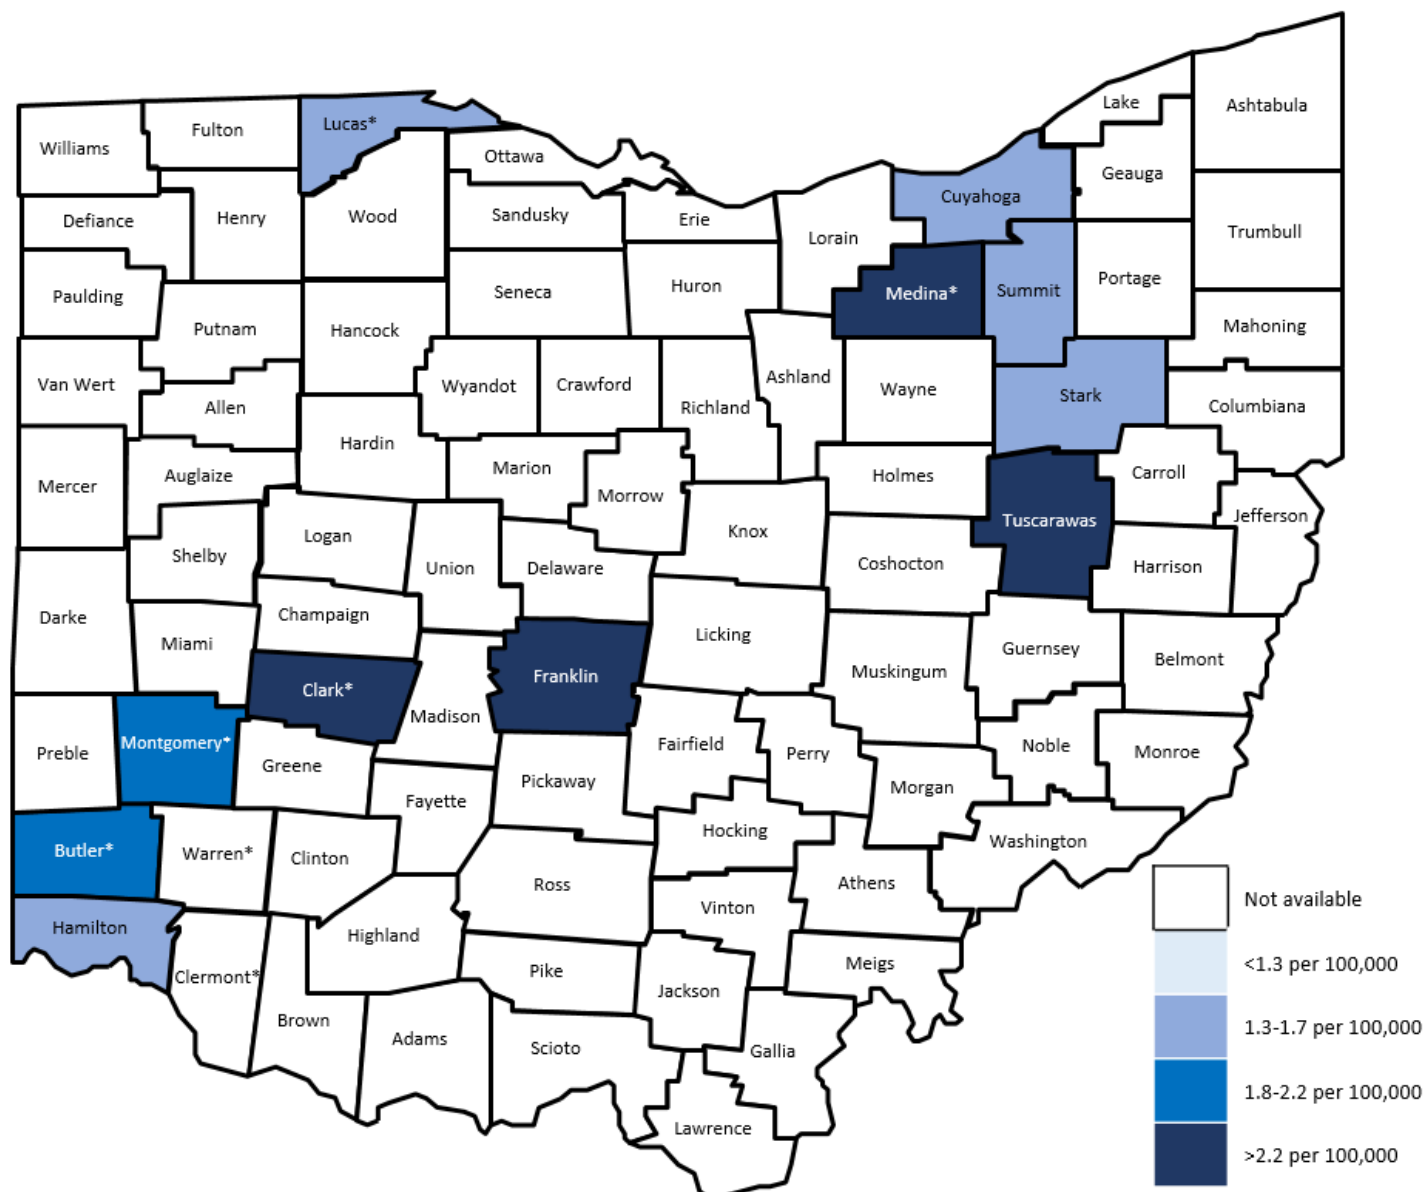 Lake
Ashtabula
Lucas*
Fulton
Williams
Ottawa
Geauga
Cuyahoga
Sandusky
Erie
Wood
Henry
Defiance
Lorain
Trumbull
Portage
Summit
Medina*
Huron
Seneca
Paulding
Putnam
Hancock
Mahoning
Van Wert
Allen
Wyandot
Crawford
Richland
Ashland
Wayne
Stark
Columbiana
Hardin
Marion
Holmes
Carroll
Auglaize
Mercer
Morrow
Knox
Tuscarawas
Jefferson
Logan
Shelby
Union
Delaware
Coshocton
Harrison
Darke
Miami
Champaign
Licking
Guernsey
Belmont
Muskingum
Franklin
Clark*
Madison
Montgomery*
Preble
Greene
Fairfield
Perry
Noble
Monroe
Pickaway
Morgan
Fayette
Hocking
Washington
Butler*
Warren*
Clinton
Ross
Athens
Vinton
Hamilton
Highland
Clermont*
Pike
Meigs
Jackson
Brown
Adams
Scioto
Gallia
Lawrence
Not available
<1.3 per 100,000
1.3-1.7 per 100,000
1.8-2.2 per 100,000
>2.2 per 100,000